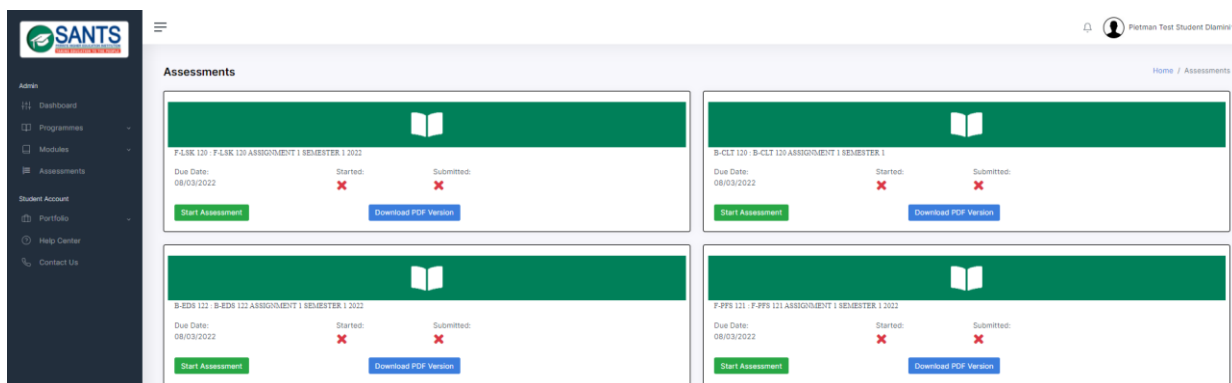 SANTS
Pietman Test Student Dlamini
Admin
Dashboard
Programmes
Modules
Assessments
Student Account
Portfolio
Help Center
Contact Us
Assessments
Home / Assessments
F-LSK 120 : F-LSK 120 ASSIGNMENT 1 SEMESTER 1 2022
Due Date: Started: Submitted:
08/03/2022
Start Assessment Download PDF Version
B-CLT 120 : B-CLT 120 ASSIGNMENT 1 SEMESTER 1
Due Date: Started: Submitted:
08/03/2022
Start Assessment Download PDF Version
B-EDS 122 : B-EDS 122 ASSIGNMENT 1 SEMESTER 1 2022
Due Date: Started: Submitted:
08/03/2022
Start Assessment Download PDF Version
F-PFS 121 : F-PFS 121 ASSIGNMENT 1 SEMESTER 1 2022
Due Date: Started: Submitted:
08/03/2022
Start Assessment Download PDF Version